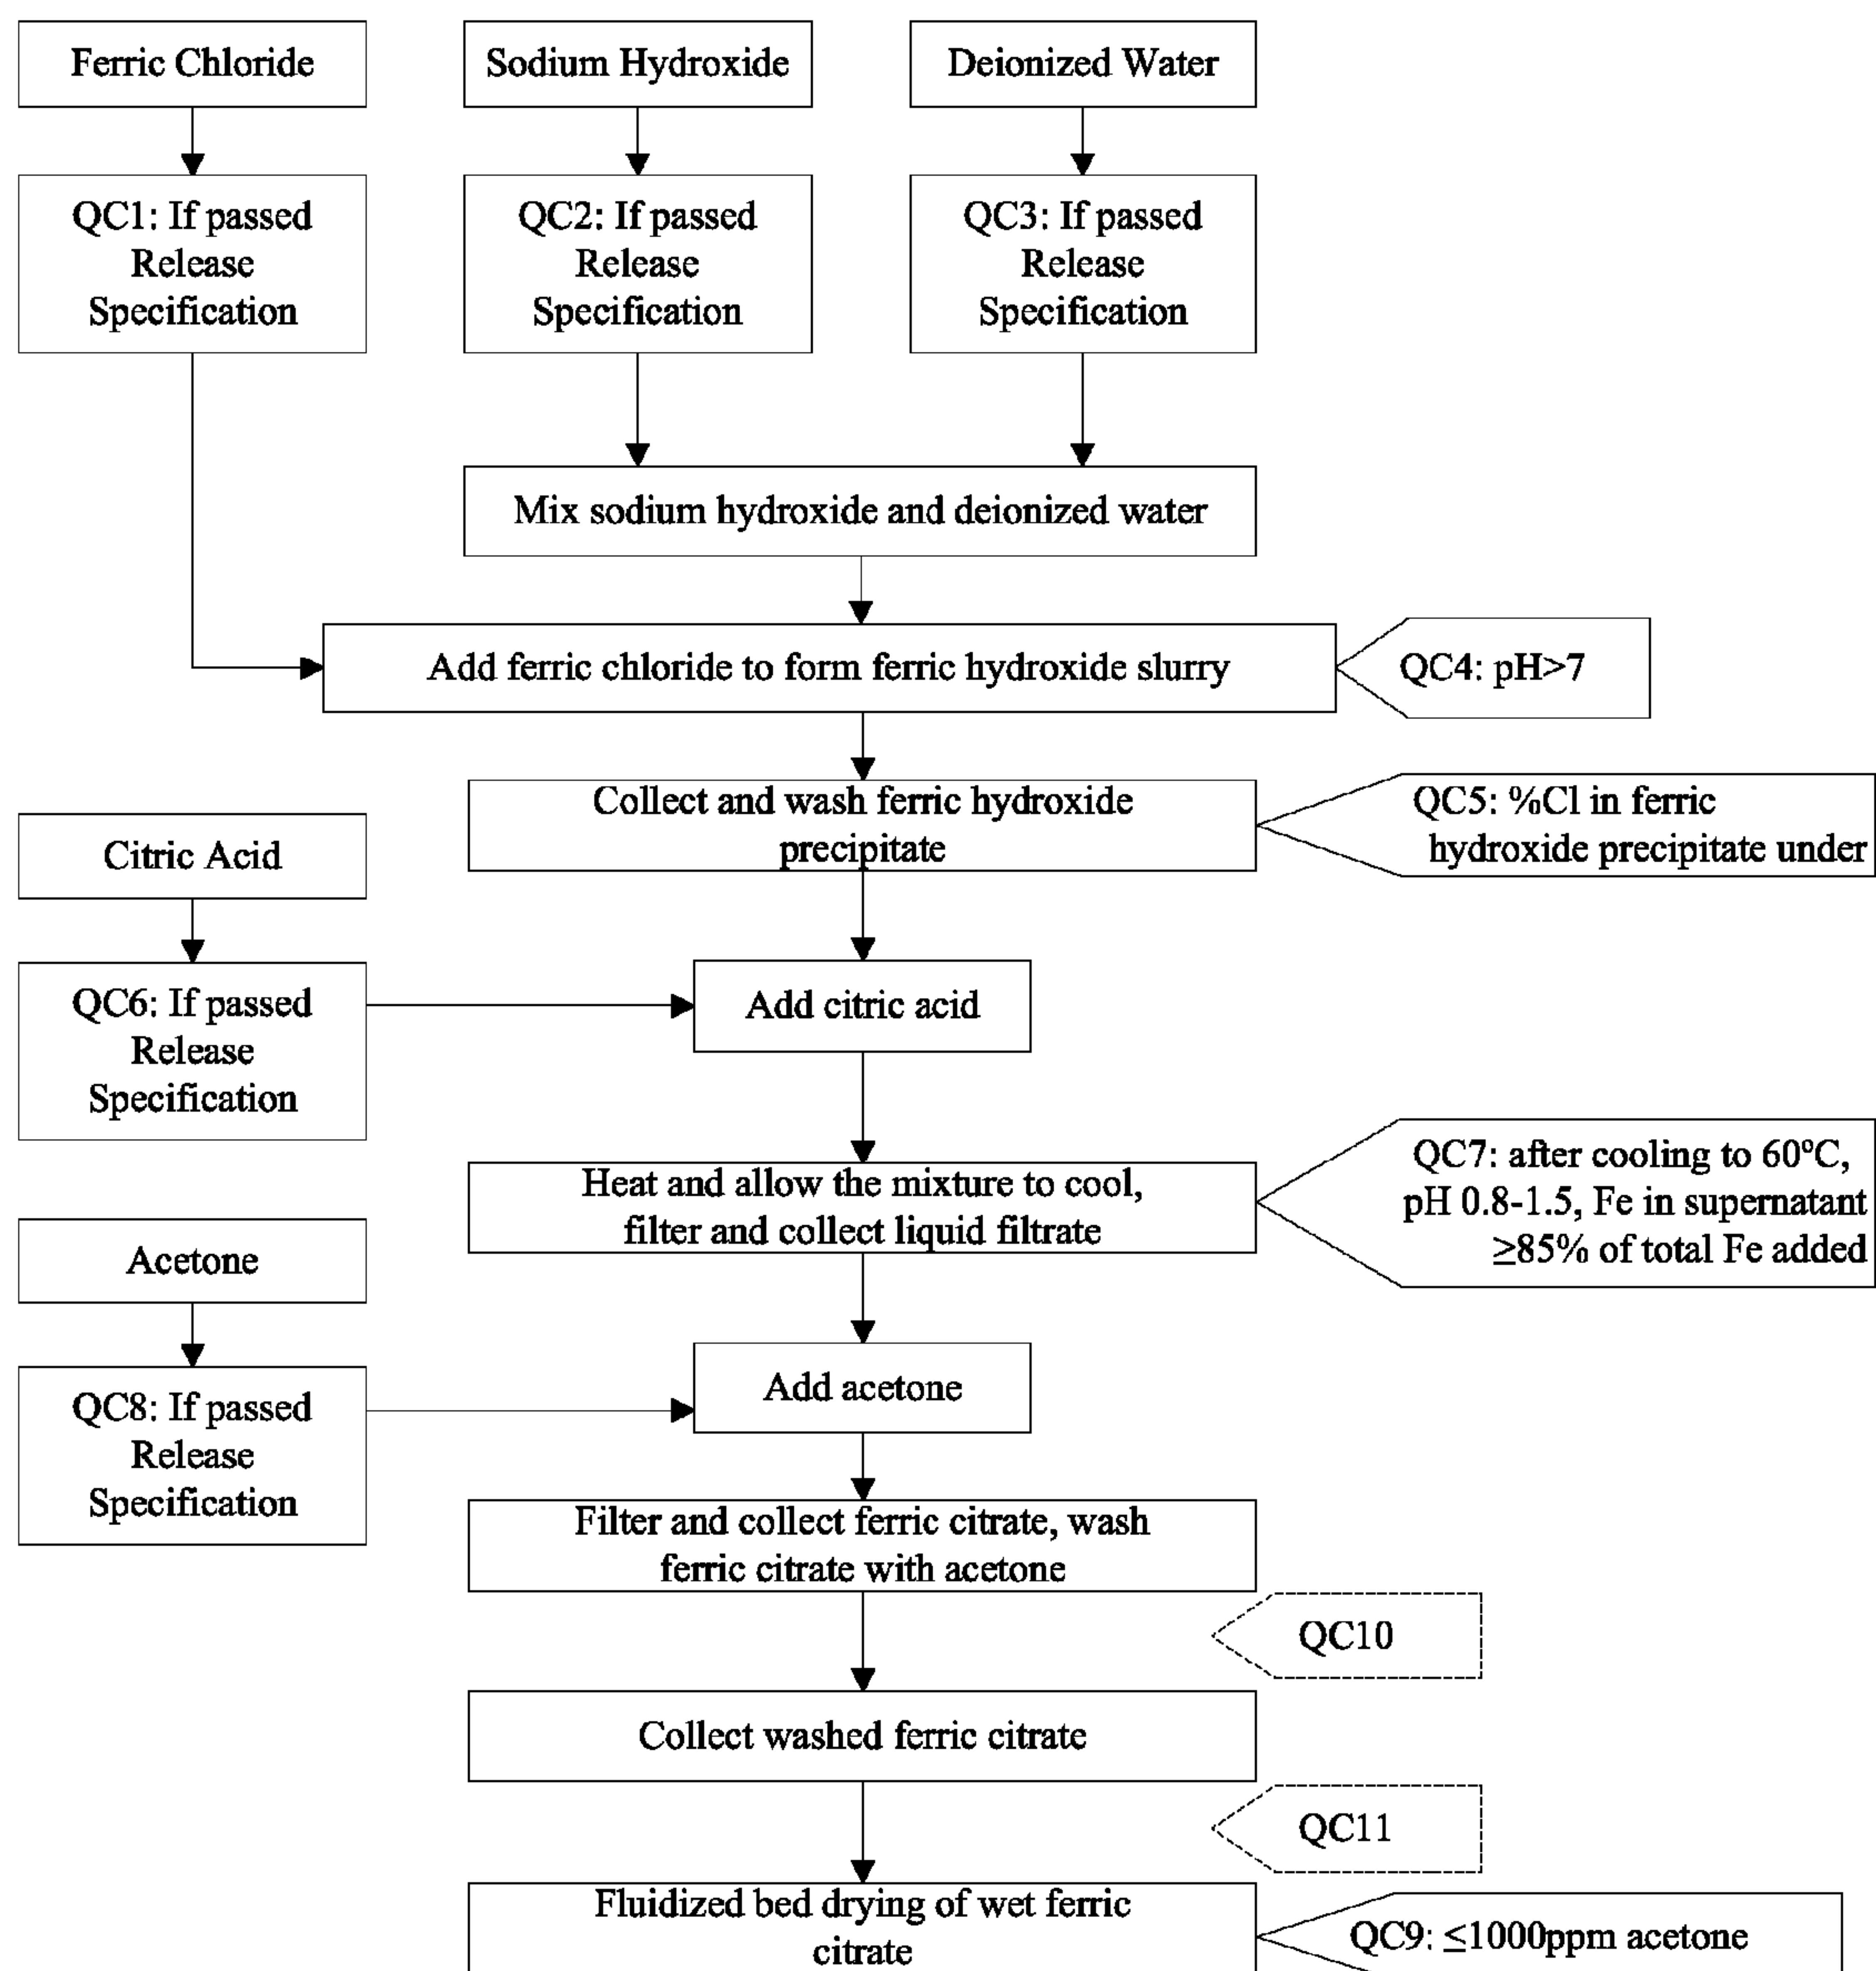 Ferric Chloride
Sodium Hydroxide
Deionized Water
QC1: If passed
Release
Specification
QC2: If passed
Release
Specification
QC3: If passed
Release
Specification
Mix sodium hydroxide and deionized water
Add ferric chloride to form ferric hydroxide slurry
QC4: pH>7
Collect and wash ferric hydroxide
precipitate
QC5: %Cl in ferric
hydroxide precipitate under
Citric Acid
QC6: If passed
Release
Specification
Add citric acid
Heat and allow the mixture to cool,
filter and collect liquid filtrate
QC7: after cooling to 60ºC,
pH 0.8-1.5, Fe in supernatant
≥85% of total Fe added
Acetone
QC8: If passed
Release
Specification
Add acetone
Filter and collect ferric citrate, wash
ferric citrate with acetone
QC10
Collect washed ferric citrate
QC11
Fluidized bed drying of wet ferric
citrate
QC9: ≤1000ppm acetone